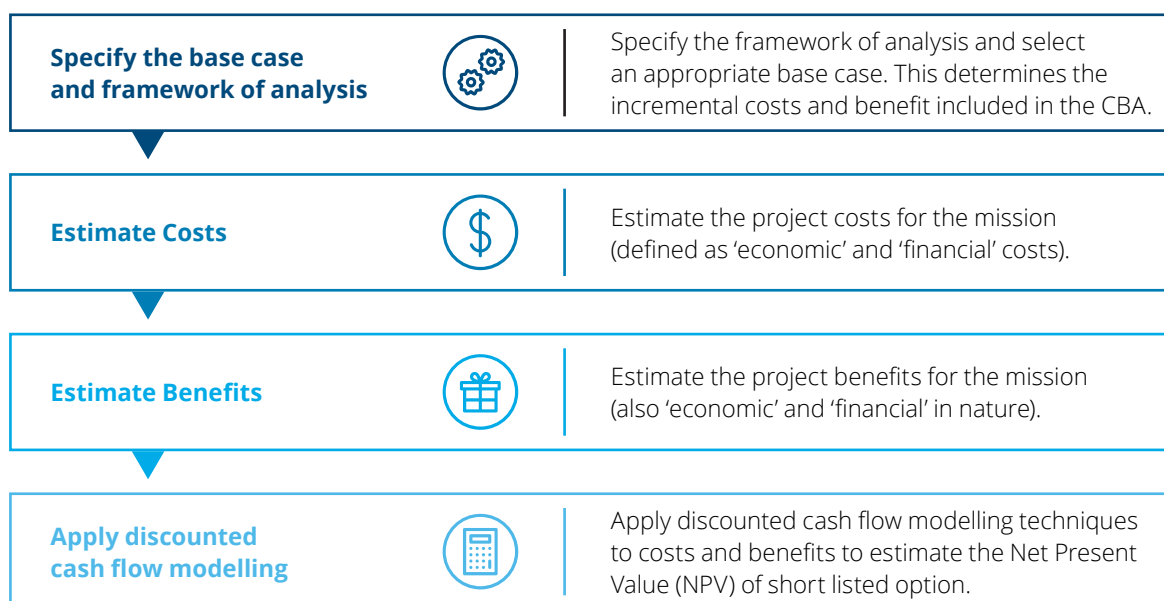 Specify the base case
and framework of analysis
Specify the framework of analysis and select
an appropriate base case. This determines the
incremental costs and benefit included in the CBA.
Estimate Costs
$
Estimate the project costs for the mission
(defined as ‘economic’ and ‘financial’ costs).
Estimate Benefits
Estimate the project benefits for the mission
(also ‘economic’ and ‘financial’ in nature).
Apply discounted
cash flow modelling
Apply discounted cash flow modelling techniques
to costs and benefits to estimate the Net Present
Value (NPV) of short listed option.